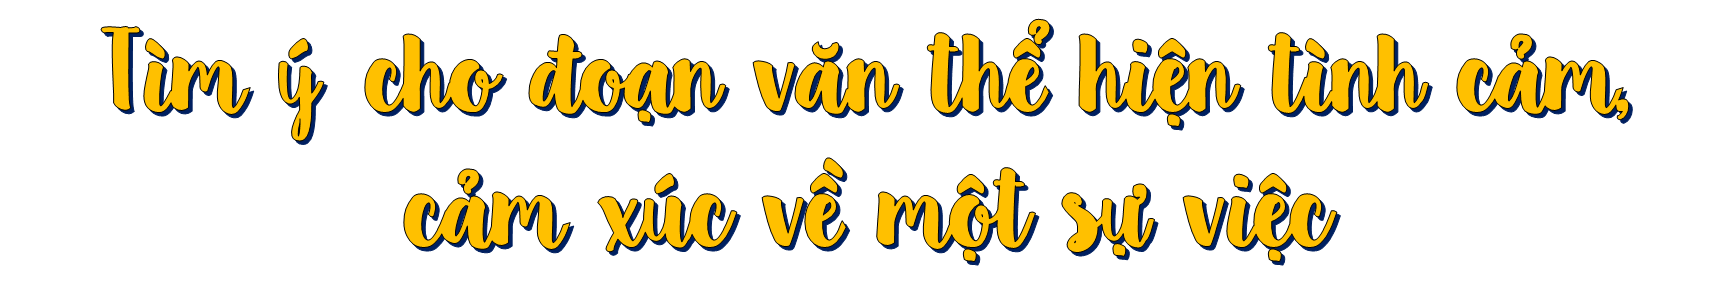 Tìm ý cho đoạn văn thể hiện tình cảm,
cảm xúc về một sự việc